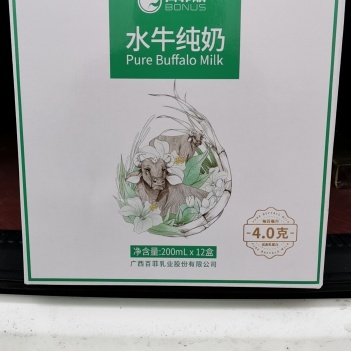 BONUS
水牛纯奶
Pure Buffalo Milk
4.0克
净含量:200mL x 12盒
广西百菲乳业股份有限公司